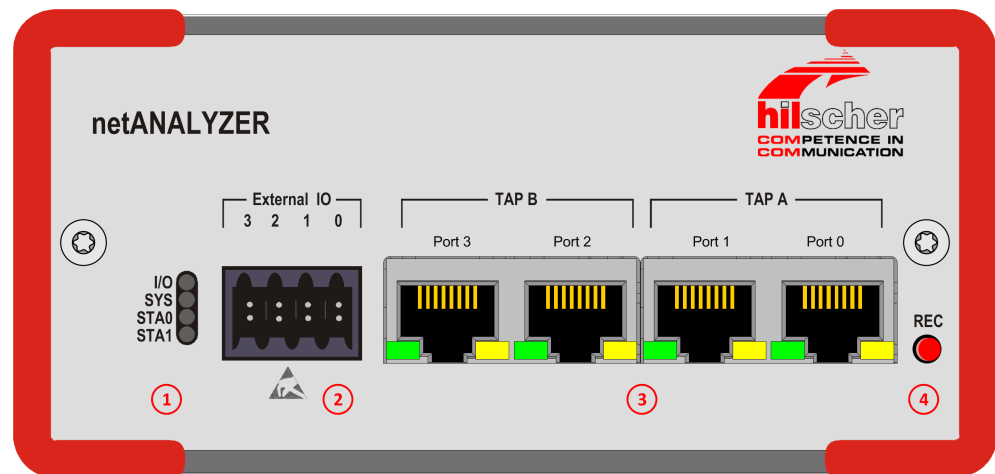 netANALYZER
hilscher
COMPETENCE IN
COMMUNICATION
External IO
3 2 1 0
TAP B
TAP A
Port 3
Port 2
Port 1
Port 0
I/O
SYS
STA0
STA1
REC
1
2
3
4